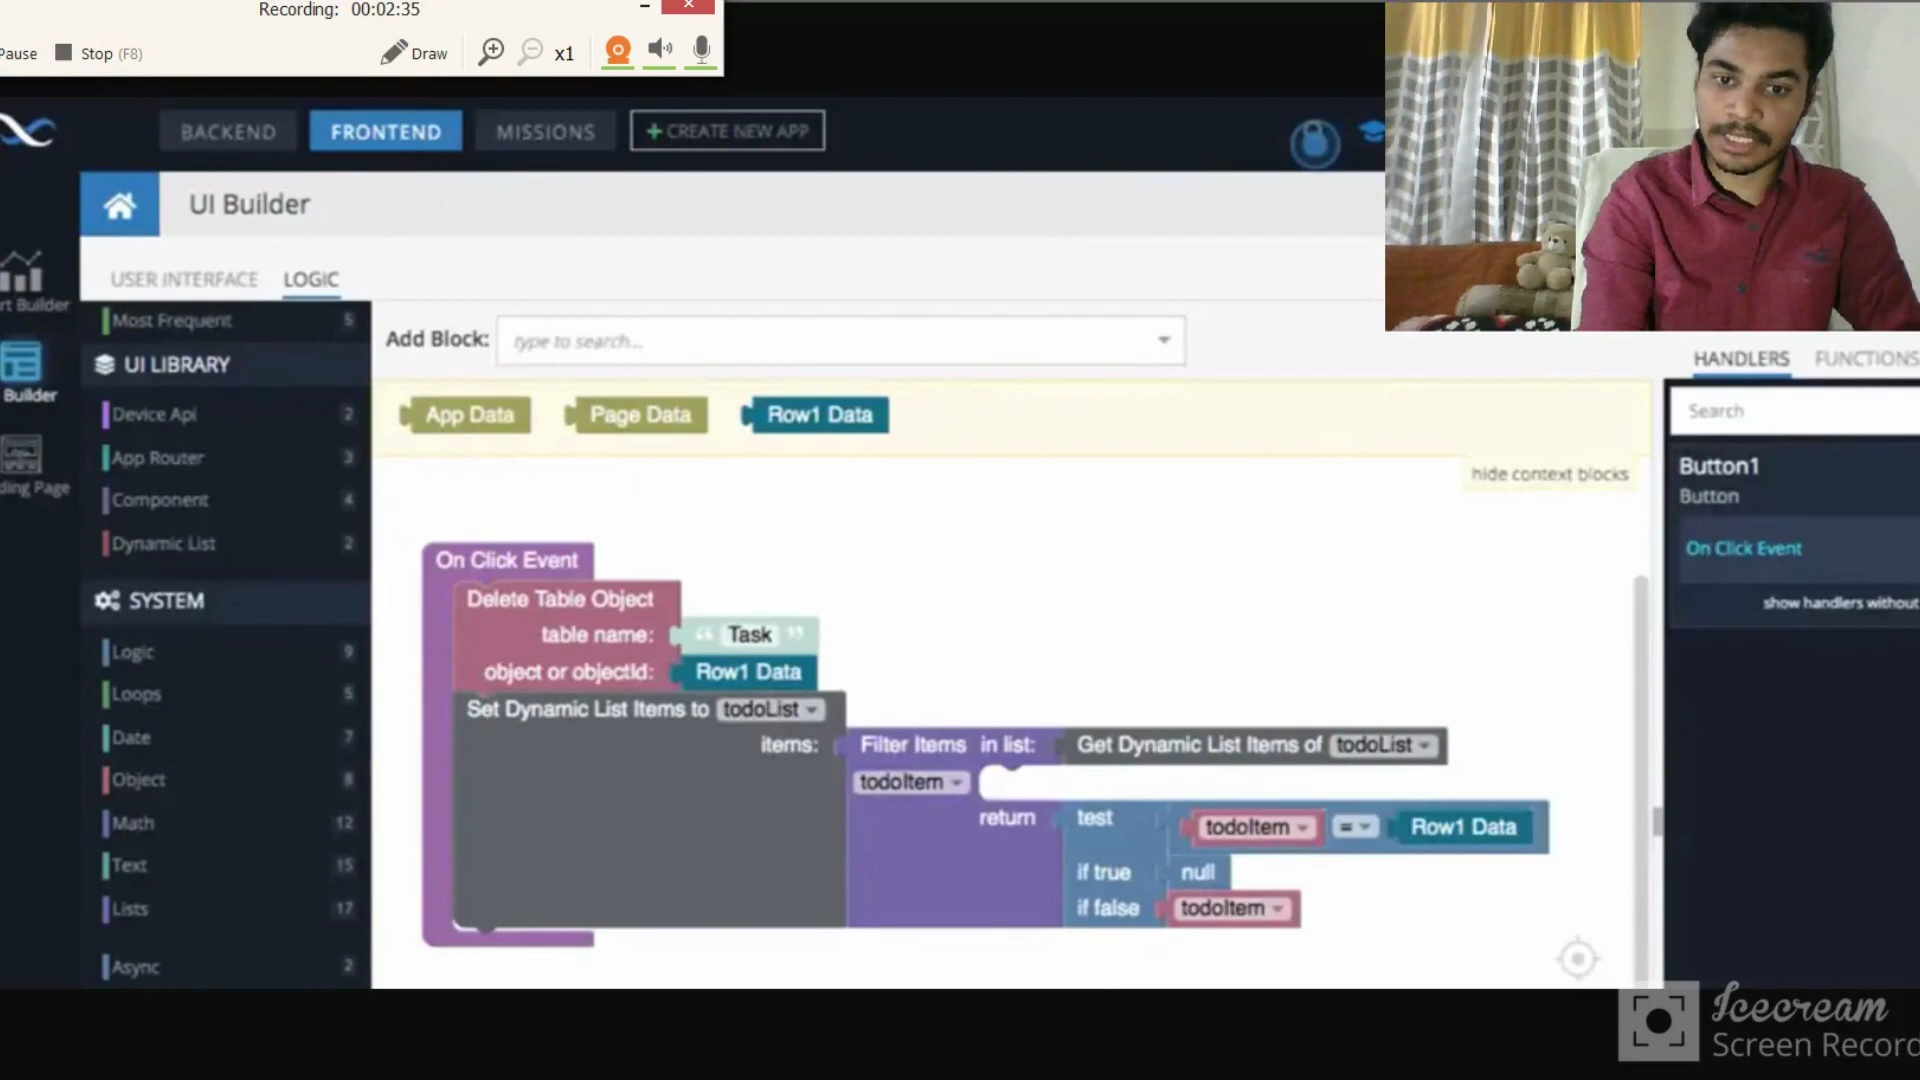 Recording: 00:02:35
Pause Stop (F8) Draw x1
BACKEND FRONTEND MISSIONS + CREATE NEW APP
UI Builder
USER INTERFACE LOGIC
Most Frequent 5
UI LIBRARY
Device Api 2
App Router 3
Component 4
Dynamic List 2
SYSTEM
Logic 9
Loops 5
Date 7
Object 8
Math 12
Text 15
Lists 17
Async 2
rt Builder
Builder
ding Page
Add Block: type to search...
App Data Page Data Row1 Data
hide context blocks
On Click Event
Delete Table Object
table name: “ Task ”
object or objectId: Row1 Data
Set Dynamic List Items to todoList
items: Filter Items in list: Get Dynamic List Items of todoList
todoItem
return test todoItem = Row1 Data
if true null
if false todoItem
HANDLERS FUNCTIONS
Search
Button1
Button
On Click Event
show handlers without
Icecream
Screen Record